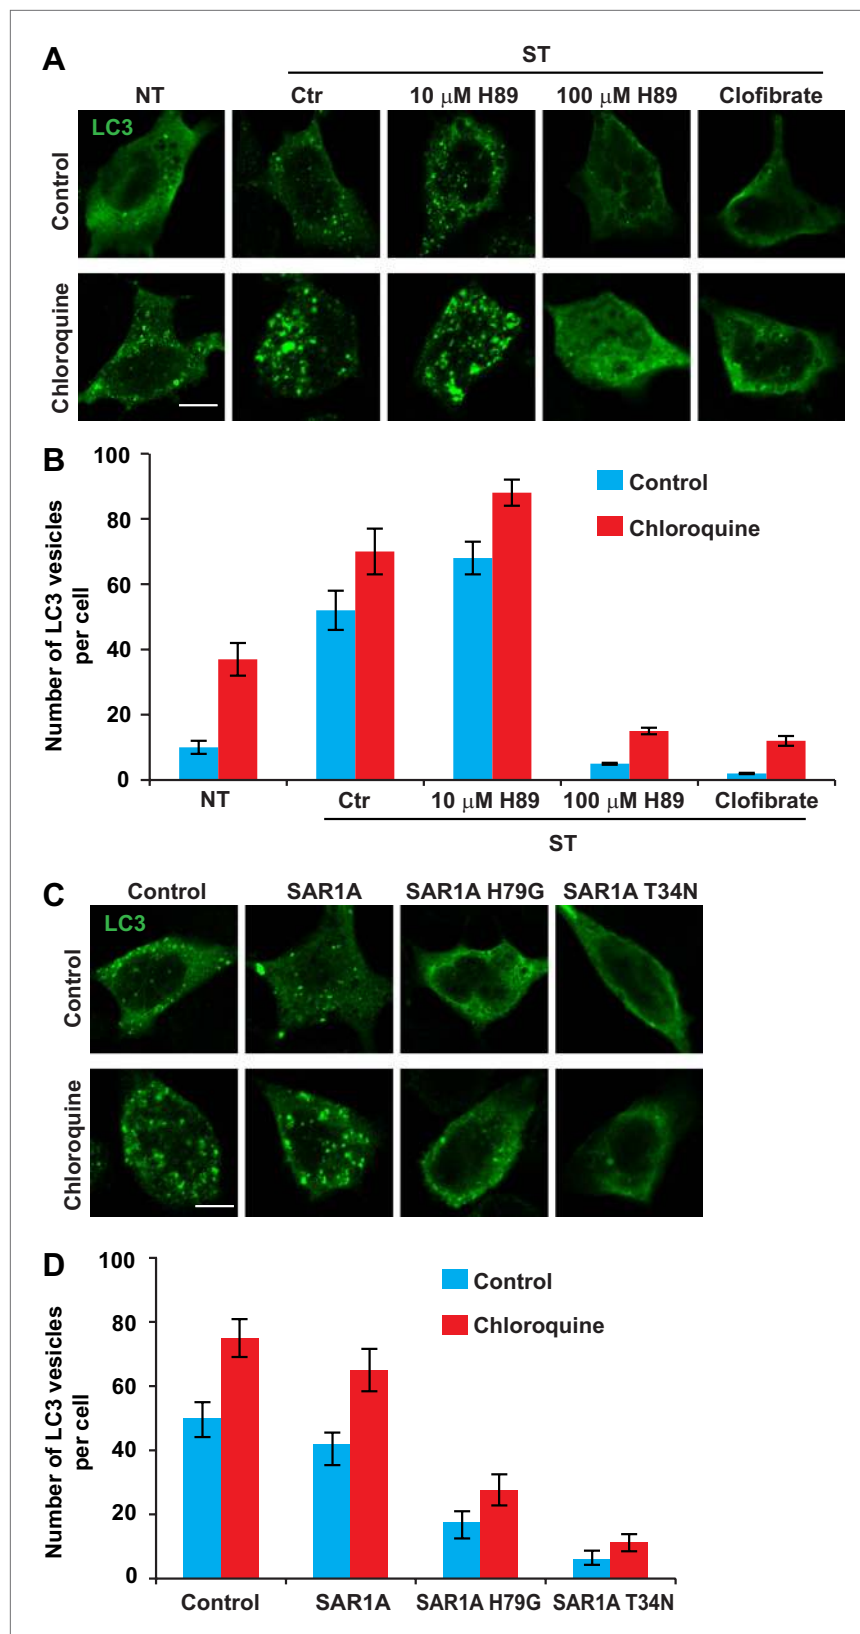 A
ST
NT
Ctr
10 μM H89
100 μM H89
Clofibrate
LC3
Control
Chloroquine
B
Number of LC3 vesicles
per cell
100
80
60
40
20
0
Control
Chloroquine
NT
Ctr
10 μM H89
100 μM H89
Clofibrate
ST
C
Control
SAR1A
SAR1A H79G
SAR1A T34N
LC3
Control
Chloroquine
D
Number of LC3 vesicles
per cell
100
80
60
40
20
0
Control
Chloroquine
Control
SAR1A
SAR1A H79G
SAR1A T34N